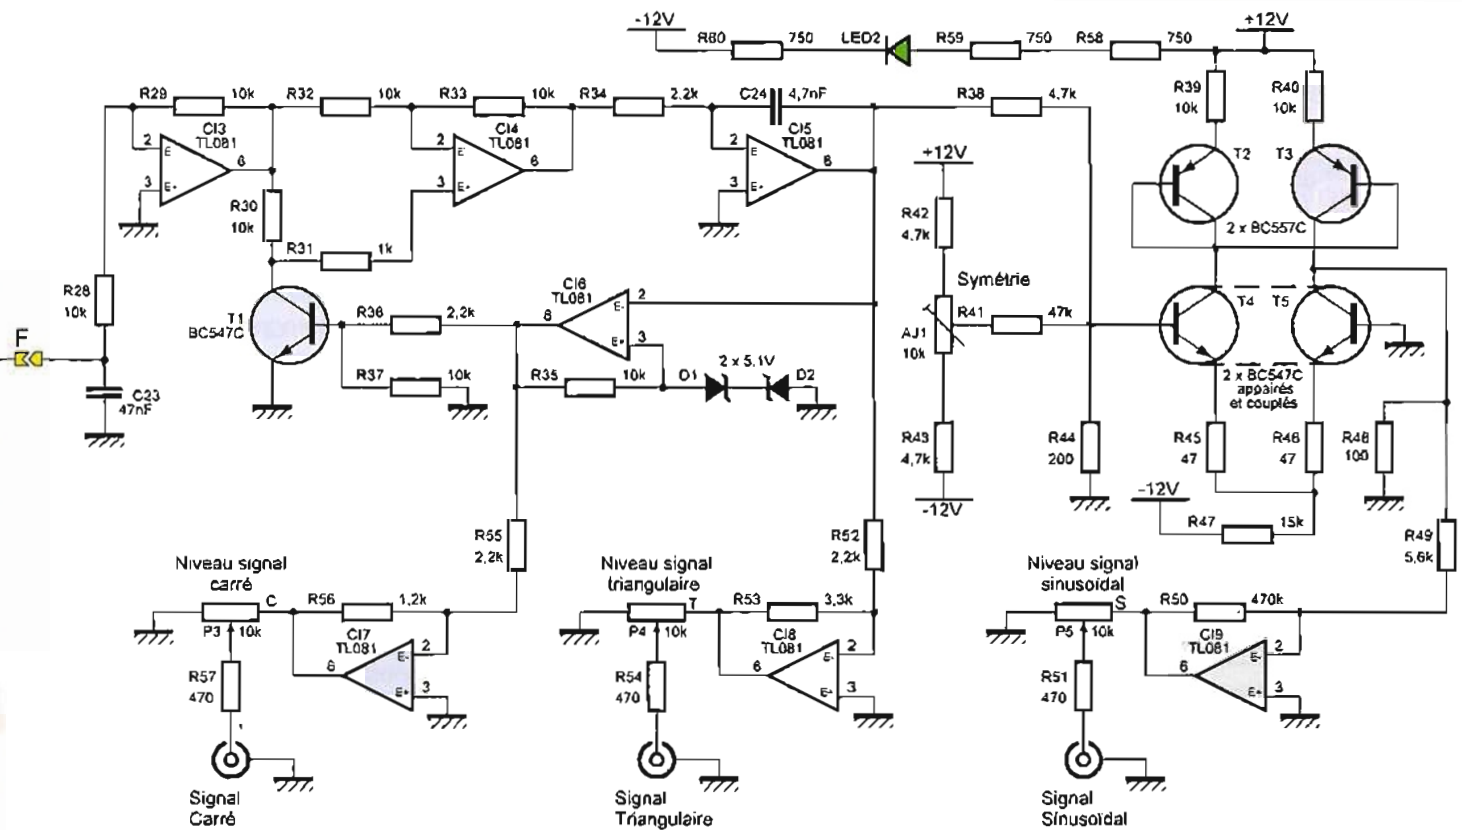 -12V
R80 750
LED2
R59 750
R58 750
+12V
R29 10k
R32 10k
R33 10k
R34 2.2k
C24 4,7nF
R38 4.7k
R39
10k
R40
10k
CI3
TL081
2 E-
3 E+
6
CI4
TL081
2
3 E+
6
CI5
TL081
2 E-
3 E+
6
+12V
T2
T3
2 x BC557C
R30
10k
R42
4.7k
R31 1k
Symétrie
R28
10k
F
T1
BC547C
R36 2,2k
CI6
TL081
6
E- 2
E+ 3
AJ1
10k
R41 47k
T4
T5
R37 10k
R35 10k
D1
2 x 5.1V
D2
2 x BC547C
appairés
et couplés
C23
47nF
R43
4,7k
R44
200
R45
47
R46
47
R48
100
-12V
-12V
R47 15k
R55
2,2k
R52
2,2k
R49
5,6k
Niveau signal
carré
Niveau signal
triangulaire
Niveau signal
sinusoïdal
C
R56 1,2k
P3 10k
T
R53 3,3k
P4 10k
S
R50 470k
P5 10k
CI7
TL081
6
E- 2
E+ 3
CI8
TL081
6
E- 2
3
CI9
TL081
6
E- 2
E+ 3
R57
470
R54
470
R51
470
Signal
Carré
Signal
Triangulaire
Signal
Sinusoïdal